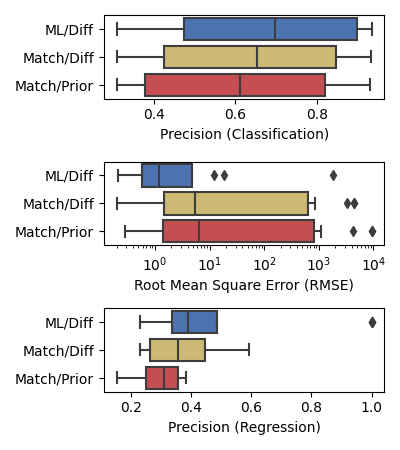 ML/Diff
Match/Diff
Match/Prior
0.4 0.6 0.8
Precision (Classification)
ML/Diff
Match/Diff
Match/Prior
10⁰ 10¹ 10² 10³ 10⁴
Root Mean Square Error (RMSE)
ML/Diff
Match/Diff
Match/Prior
0.2 0.4 0.6 0.8 1.0
Precision (Regression)